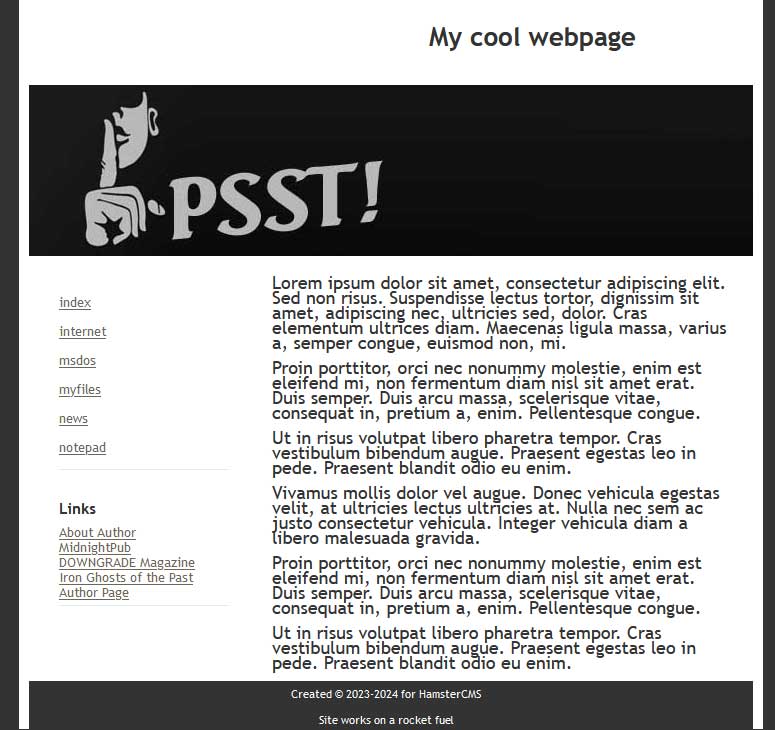 My cool webpage
PSST!
index
internet
msdos
myfiles
news
notepad
Links
About Author
MidnightPub
DOWNGRADE Magazine
Iron Ghosts of the Past
Author Page
Lorem ipsum dolor sit amet, consectetur adipiscing elit.
Sed non risus. Suspendisse lectus tortor, dignissim sit
amet, adipiscing nec, ultricies sed, dolor. Cras
elementum ultrices diam. Maecenas ligula massa, varius
a, semper congue, euismod non, mi.
Proin porttitor, orci nec nonummy molestie, enim est
eleifend mi, non fermentum diam nisl sit amet erat.
Duis semper. Duis arcu massa, scelerisque vitae,
consequat in, pretium a, enim. Pellentesque congue.
Ut in risus volutpat libero pharetra tempor. Cras
vestibulum bibendum augue. Praesent egestas leo in
pede. Praesent blandit odio eu enim.
Vivamus mollis dolor vel augue. Donec vehicula egestas
velit, at ultricies lectus ultricies at. Nulla nec sem ac
justo consectetur vehicula. Integer vehicula diam a
libero malesuada gravida.
Proin porttitor, orci nec nonummy molestie, enim est
eleifend mi, non fermentum diam nisl sit amet erat.
Duis semper. Duis arcu massa, scelerisque vitae,
consequat in, pretium a, enim. Pellentesque congue.
Ut in risus volutpat libero pharetra tempor. Cras
vestibulum bibendum augue. Praesent egestas leo in
pede. Praesent blandit odio eu enim.
Created © 2023-2024 for HamsterCMS
Site works on a rocket fuel